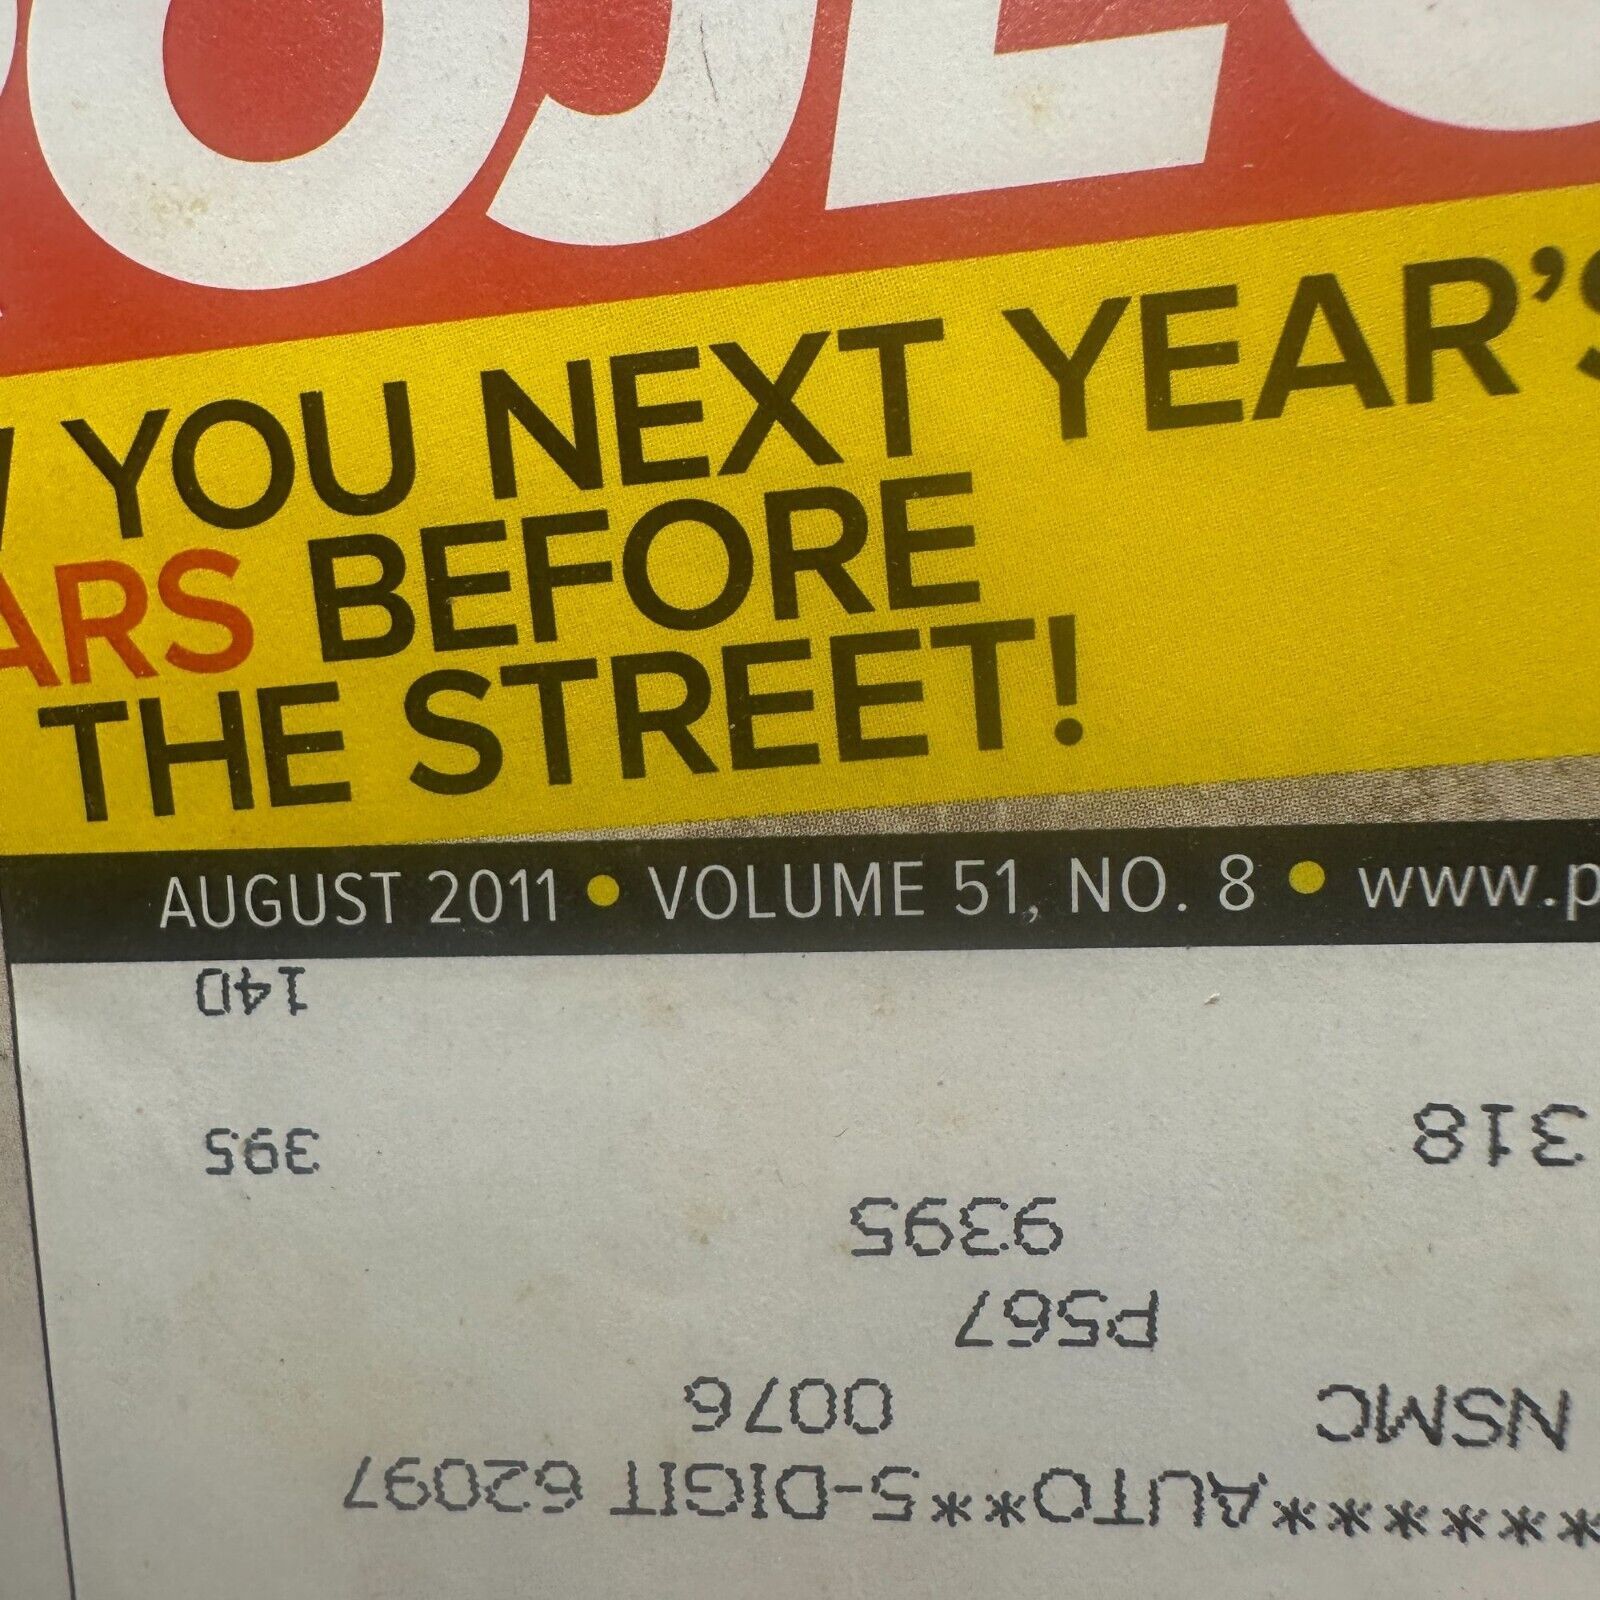 YOU NEXT YEAR'S
ARS BEFORE
THE STREET!
AUGUST 2011 • VOLUME 51, NO. 8 • www.p
******AUTO**5-DIGIT 62097
NSMC 0076
P567
9395
318 395
14D